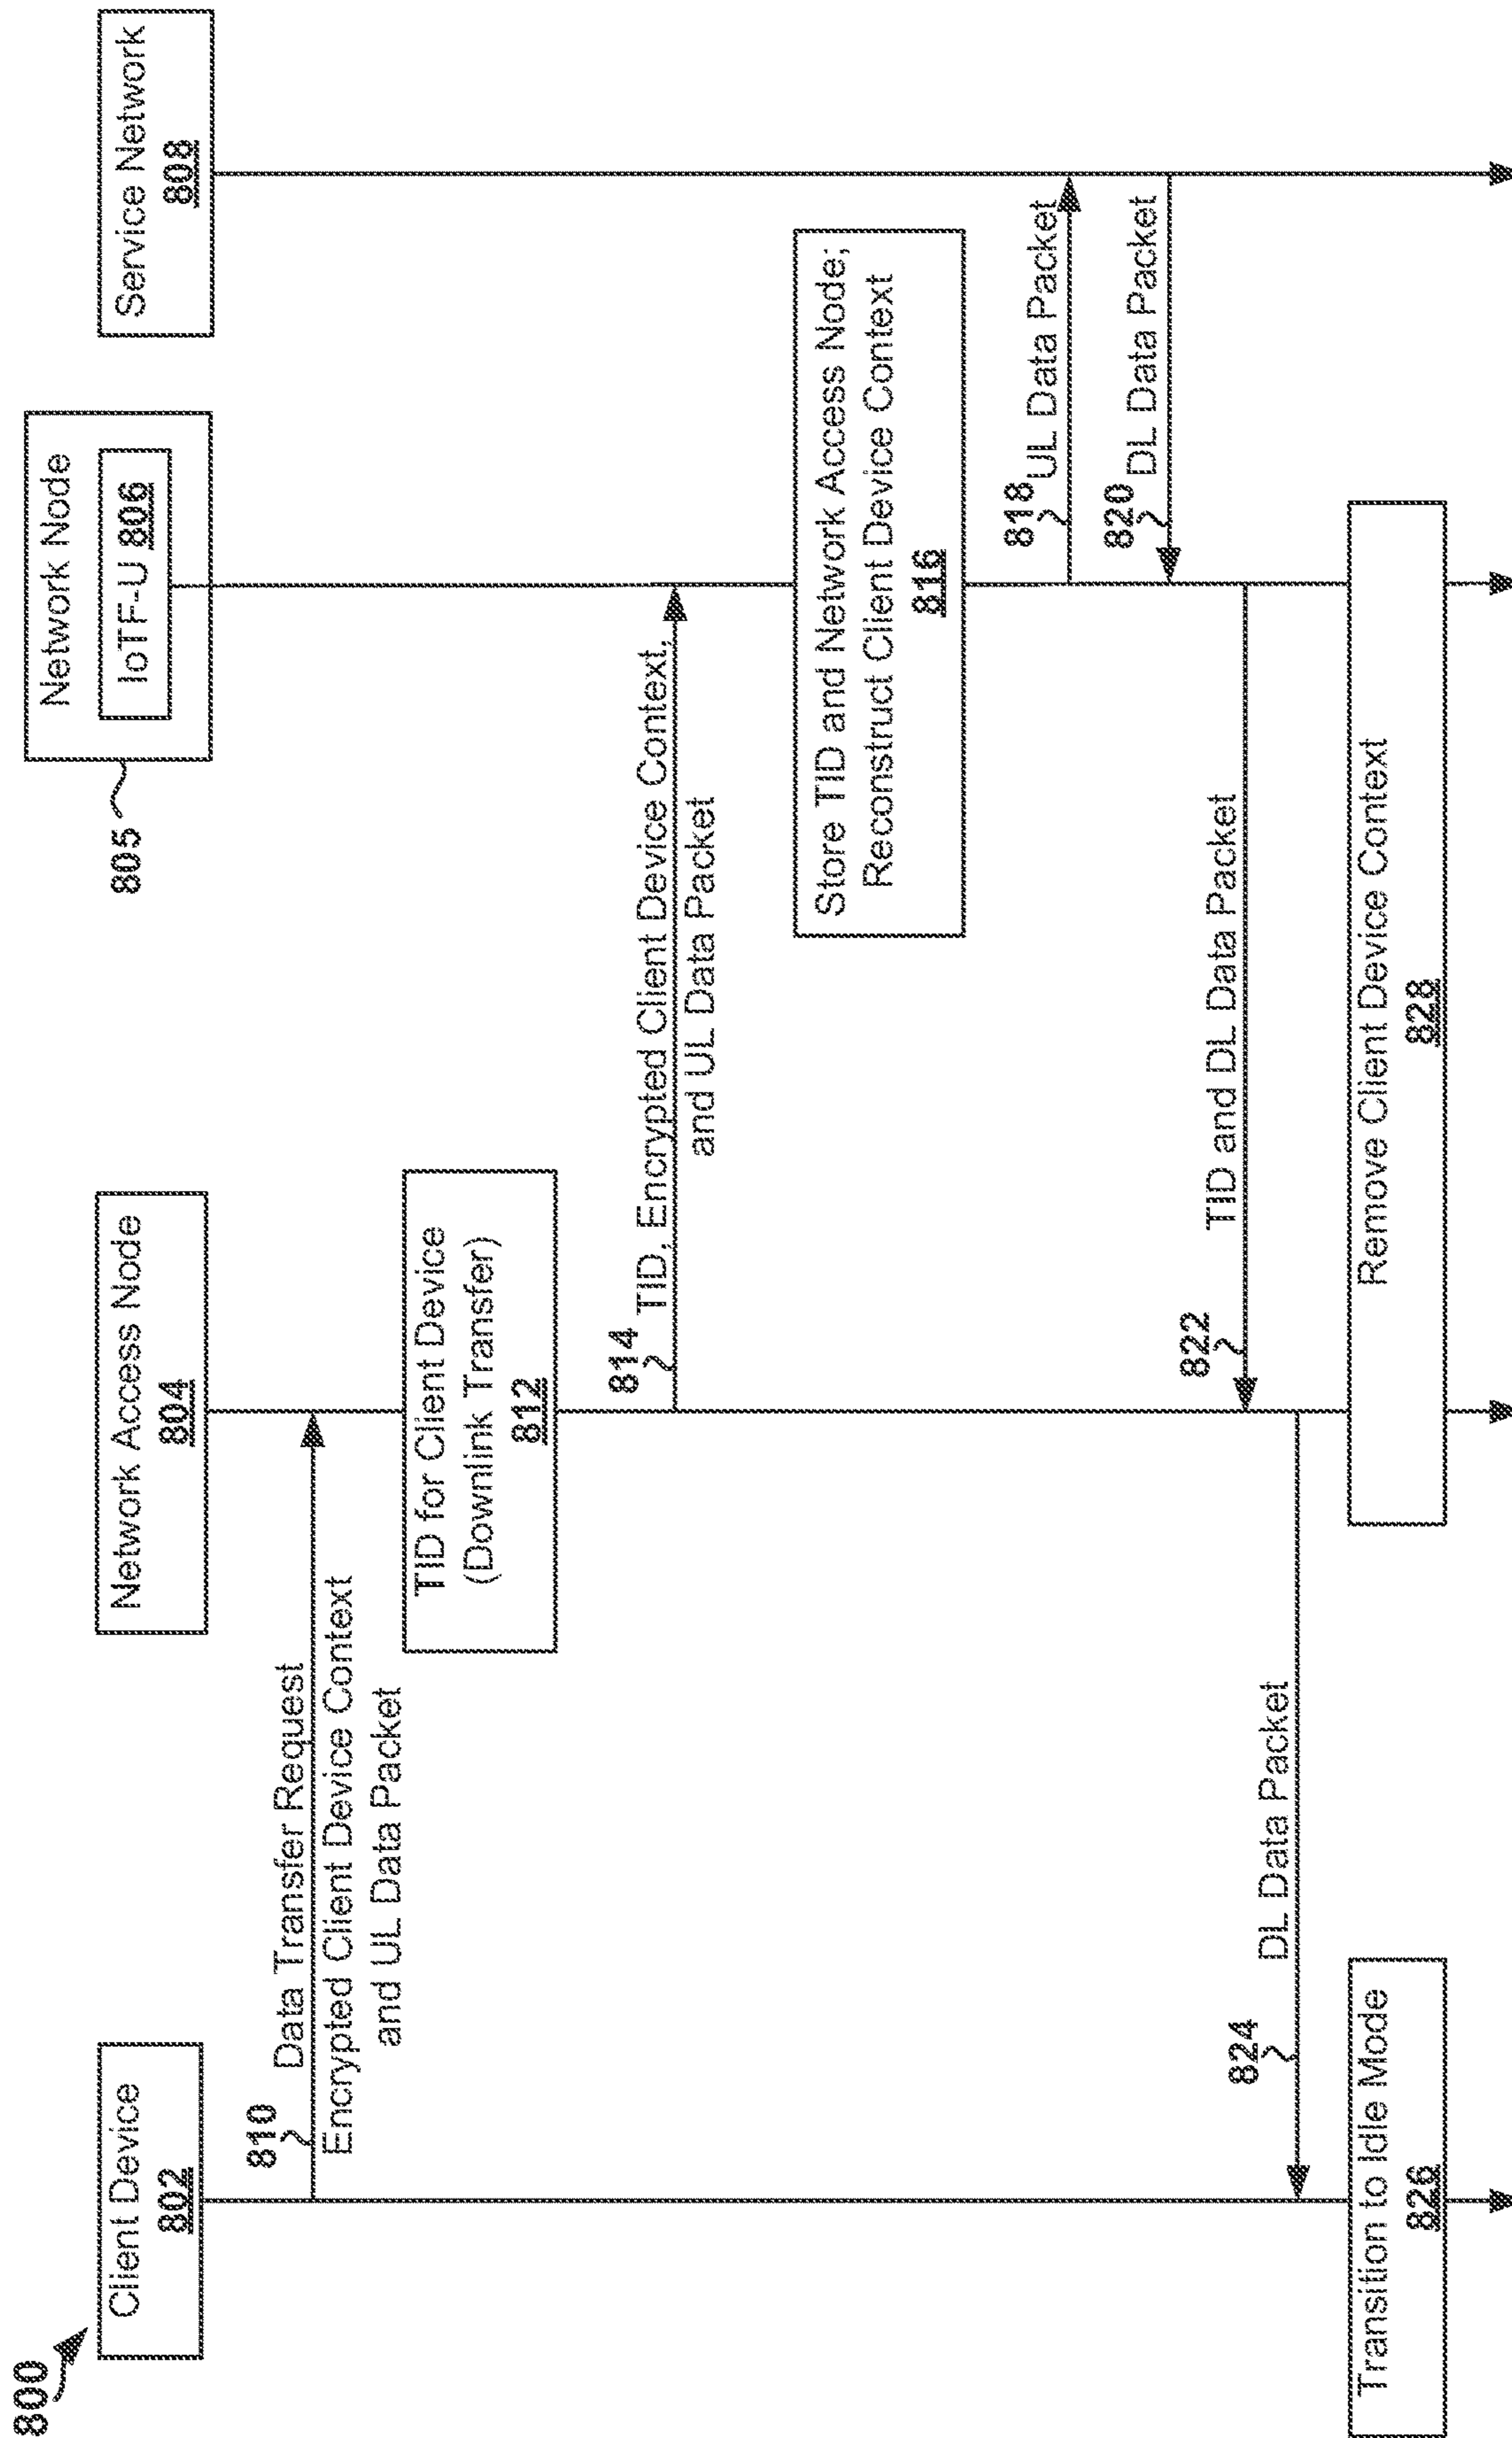 800
Client Device
802
Network Access Node
804
Network Node
IoTF-U 806
805
Service Network
808
810
Data Transfer Request
Encrypted Client Device Context
and UL Data Packet
TID for Client Device
(Downlink Transfer)
812
814
TID, Encrypted Client Device Context,
and UL Data Packet
Store TID and Network Access Node;
Reconstruct Client Device Context
816
818
UL Data Packet
820
DL Data Packet
822
TID and DL Data Packet
824
DL Data Packet
Transition to Idle Mode
826
Remove Client Device Context
828